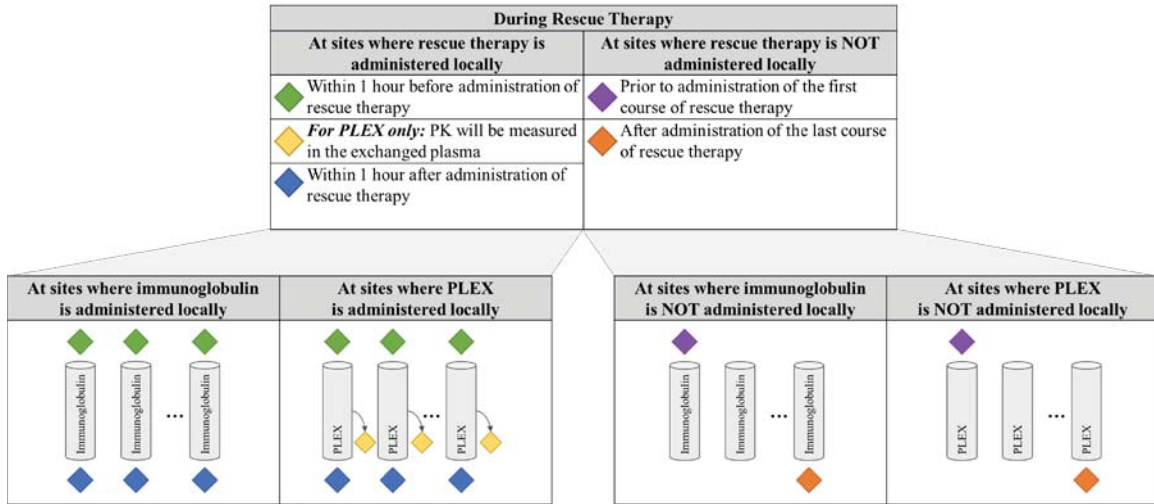 During Rescue Therapy
At sites where rescue therapy is
administered locally
At sites where rescue therapy is NOT
administered locally
Within 1 hour before administration of
rescue therapy
For PLEX only: PK will be measured
in the exchanged plasma
Within 1 hour after administration of
rescue therapy
Prior to administration of the first
course of rescue therapy
After administration of the last course
of rescue therapy
At sites where immunoglobulin
is administered locally
At sites where PLEX
is administered locally
At sites where immunoglobulin
is NOT administered locally
At sites where PLEX
is NOT administered locally
Immunoglobulin
Immunoglobulin
...
Immunoglobulin
PLEX
PLEX
...
PLEX
Immunoglobulin
Immunoglobulin
...
Immunoglobulin
PLEX
PLEX
...
PLEX